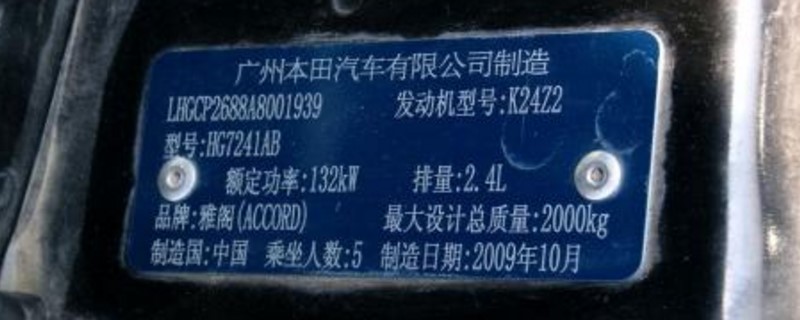 广州本田汽车有限公司制造
LHGCP2688A8001939 发动机型号:K24Z2
型号:HG7241AB
额定功率:132kW 排量:2.4L
品牌:雅阁(ACCORD) 最大设计总质量:2000kg
制造国:中国 乘坐人数:5 制造日期:2009年10月